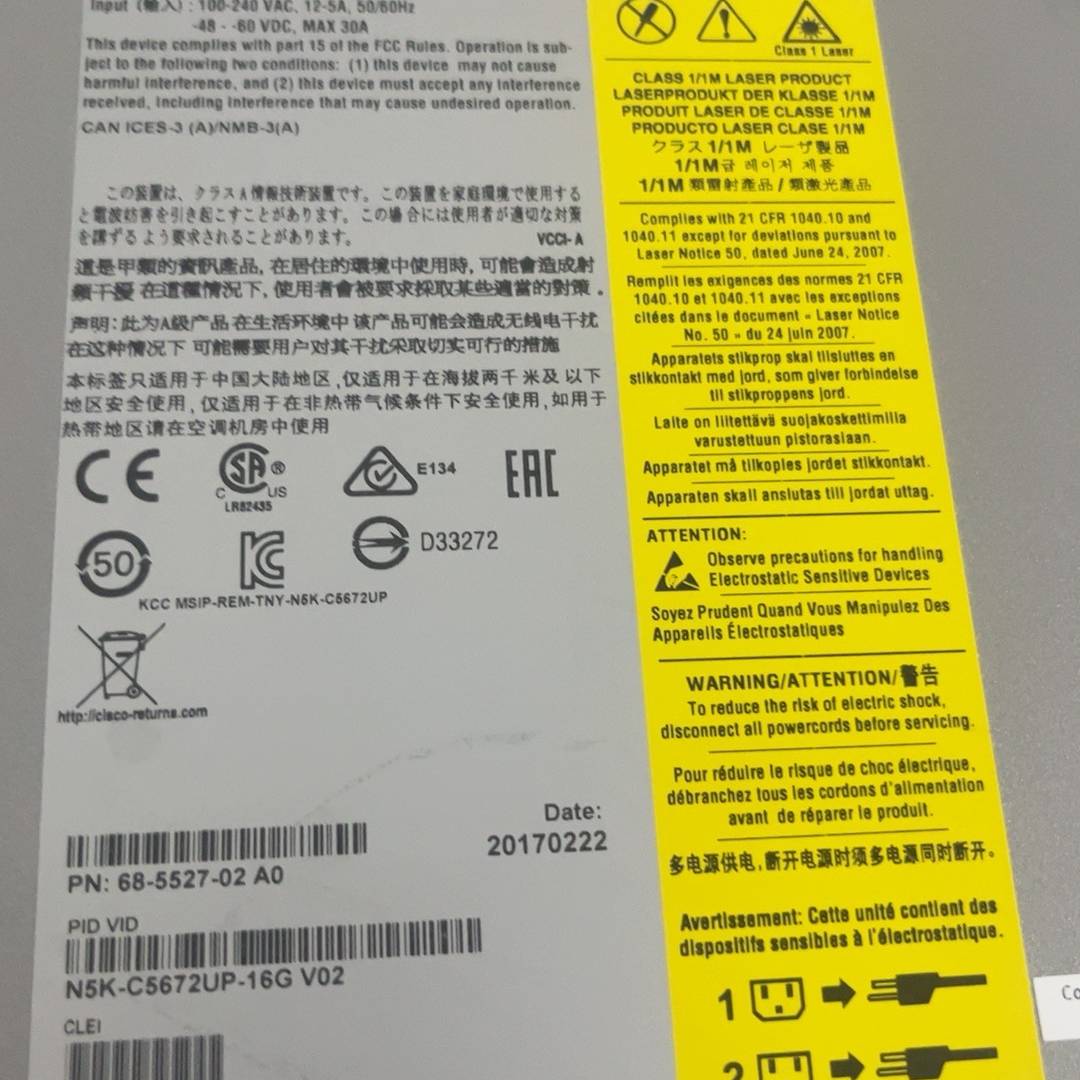 Input (輸入) : 100-240 VAC, 12-5A, 50/60Hz
-48 - -60 VDC, MAX 30A
This device complies with part 15 of the FCC Rules. Operation is sub-
ject to the following two conditions: (1) this device may not cause
harmful interference, and (2) this device must accept any interference
received, including interference that may cause undesired operation.
CAN ICES-3 (A)/NMB-3(A)
この装置は、クラスA情報技術装置です。この装置を家庭環境で使用する
と電波妨害を引き起こすことがあります。この場合には使用者が適切な対策
を講ずるよう要求されることがあります。 VCCI-A
這是甲類的資訊產品, 在居住的環境中使用時, 可能會造成射
頻干擾 在這種情況下, 使用者會被要求採取某些適當的對策 .
声明: 此为A级产品 在生活环境中 该产品可能会造成无线电干扰
在这种情况下 可能需要用户对其干扰采取切实可行的措施
本标签只适用于中国大陆地区 ,仅适用于在海拔两千米及以下
地区安全使用, 仅适用于在非热带气候条件下安全使用, 如用于
热带地区请在空调机房中使用
CE
SA ®
C US
LR82435
E134
EAC
50
KC
D33272
KCC MSIP-REM-TNY-N5K-C5672UP
http://cisco-returns.com
Date:
20170222
PN: 68-5527-02 A0
PID VID
N5K-C5672UP-16G V02
CLEI
Class 1 Laser
CLASS 1/1M LASER PRODUCT
LASERPRODUKT DER KLASSE 1/1M
PRODUIT LASER DE CLASSE 1/1M
PRODUCTO LASER CLASE 1/1M
クラス 1/1M レーザ製品
1/1M급 레이저 제품
1/1M 類雷射產品 / 類激光產品
Complies with 21 CFR 1040.10 and
1040.11 except for deviations pursuant to
Laser Notice 50, dated June 24, 2007.
Remplit les exigences des normes 21 CFR
1040.10 et 1040.11 avec les exceptions
citées dans le document « Laser Notice
No. 50 » du 24 juin 2007.
Apparatets stikprop skal tilsluttes en
stikkontakt med jord, som giver forbindelse
til stikproppens jord.
Laite on liitettävä suojakoskettimilla
varustettuun pistorasiaan.
Apparatet må tilkoples jordet stikkontakt.
Apparaten skall anslutas till jordat uttag.
ATTENTION:
Observe precautions for handling
Electrostatic Sensitive Devices
Soyez Prudent Quand Vous Manipulez Des
Appareils Électrostatiques
WARNING/ATTENTION/警告
To reduce the risk of electric shock,
disconnect all powercords before servicing.
Pour réduire le risque de choc électrique,
débranchez tous les cordons d'alimentation
avant de réparer le produit.
多电源供电, 断开电源时须多电源同时断开。
Avertissement: Cette unité contient des
dispositifs sensibles à l'électrostatique.
1
2
Co